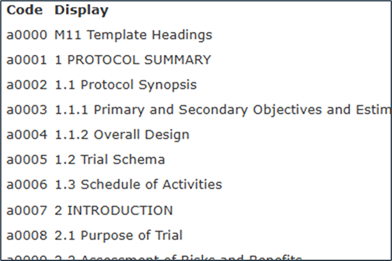 Code Display
a0000 M11 Template Headings
a0001 1 PROTOCOL SUMMARY
a0002 1.1 Protocol Synopsis
a0003 1.1.1 Primary and Secondary Objectives and Estim
a0004 1.1.2 Overall Design
a0005 1.2 Trial Schema
a0006 1.3 Schedule of Activities
a0007 2 INTRODUCTION
a0008 2.1 Purpose of Trial
a0009 2.2 Assessment of Risks and Benefits